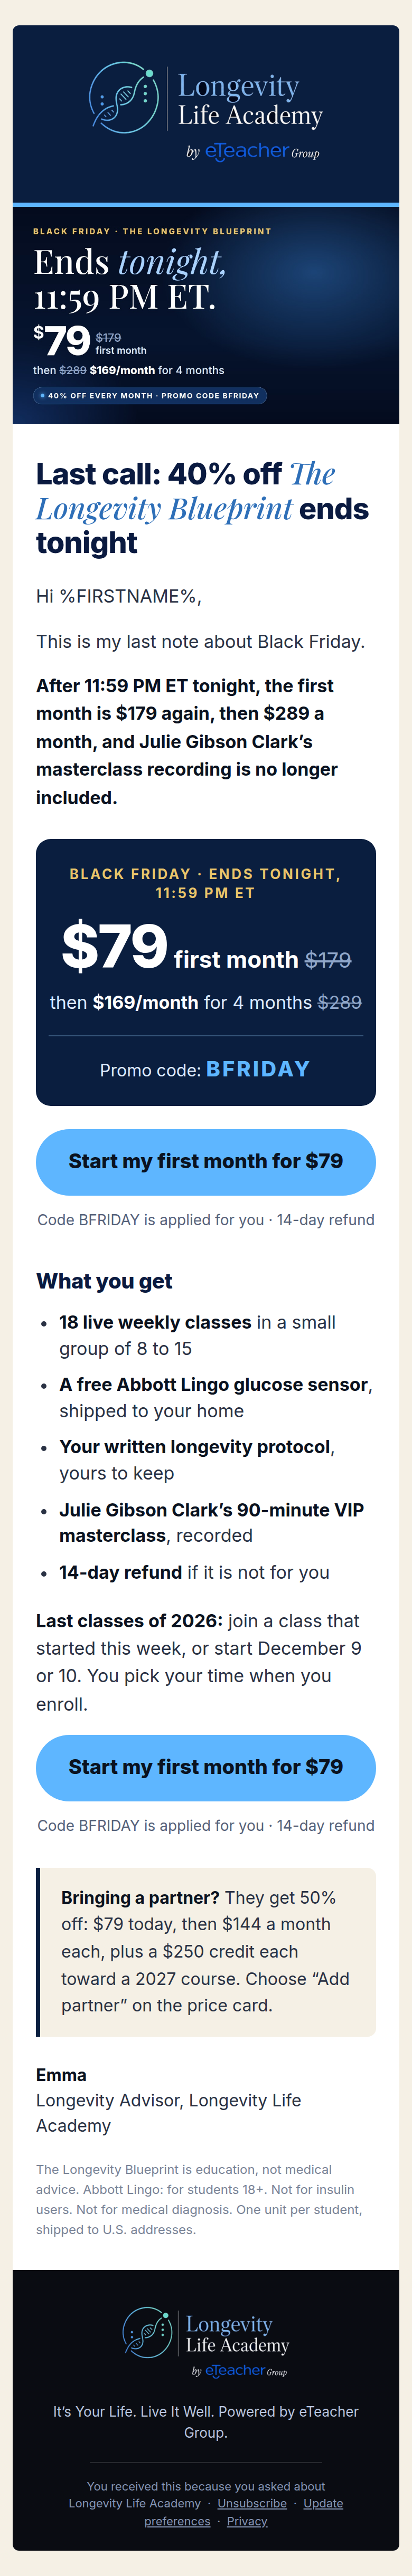 Longevity
Life Academy
by eTeacher Group
BLACK FRIDAY · THE LONGEVITY BLUEPRINT
Ends tonight,
11:59 PM ET.
$79 $179
first month
then $289 $169/month for 4 months
40% OFF EVERY MONTH · PROMO CODE BFRIDAY
Last call: 40% off The
Longevity Blueprint ends
tonight
Hi %FIRSTNAME%,
This is my last note about Black Friday.
After 11:59 PM ET tonight, the first
month is $179 again, then $289 a
month, and Julie Gibson Clark’s
masterclass recording is no longer
included.
BLACK FRIDAY · ENDS TONIGHT,
11:59 PM ET
$79 first month $179
then $169/month for 4 months $289
Promo code: BFRIDAY
Start my first month for $79
Code BFRIDAY is applied for you · 14-day refund
What you get
• 18 live weekly classes in a small
group of 8 to 15
• A free Abbott Lingo glucose sensor,
shipped to your home
• Your written longevity protocol,
yours to keep
• Julie Gibson Clark’s 90-minute VIP
masterclass, recorded
• 14-day refund if it is not for you
Last classes of 2026: join a class that
started this week, or start December 9
or 10. You pick your time when you
enroll.
Start my first month for $79
Code BFRIDAY is applied for you · 14-day refund
Bringing a partner? They get 50%
off: $79 today, then $144 a month
each, plus a $250 credit each
toward a 2027 course. Choose “Add
partner” on the price card.
Emma
Longevity Advisor, Longevity Life
Academy
The Longevity Blueprint is education, not medical
advice. Abbott Lingo: for students 18+. Not for insulin
users. Not for medical diagnosis. One unit per student,
shipped to U.S. addresses.
Longevity
Life Academy
by eTeacher Group
It’s Your Life. Live It Well. Powered by eTeacher
Group.
You received this because you asked about
Longevity Life Academy · Unsubscribe · Update
preferences · Privacy